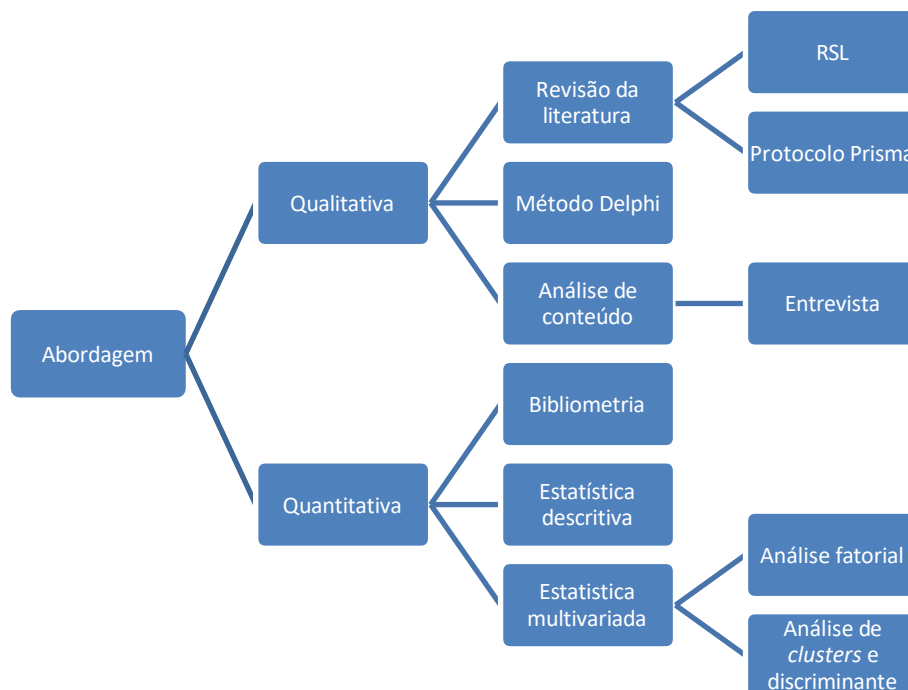 Abordagem
Qualitativa
Revisão da
literatura
RSL
Protocolo Prisma
Método Delphi
Análise de
conteúdo
Entrevista
Quantitativa
Bibliometria
Estatística
descritiva
Estatistica
multivariada
Análise fatorial
Análise de
clusters e
discriminante